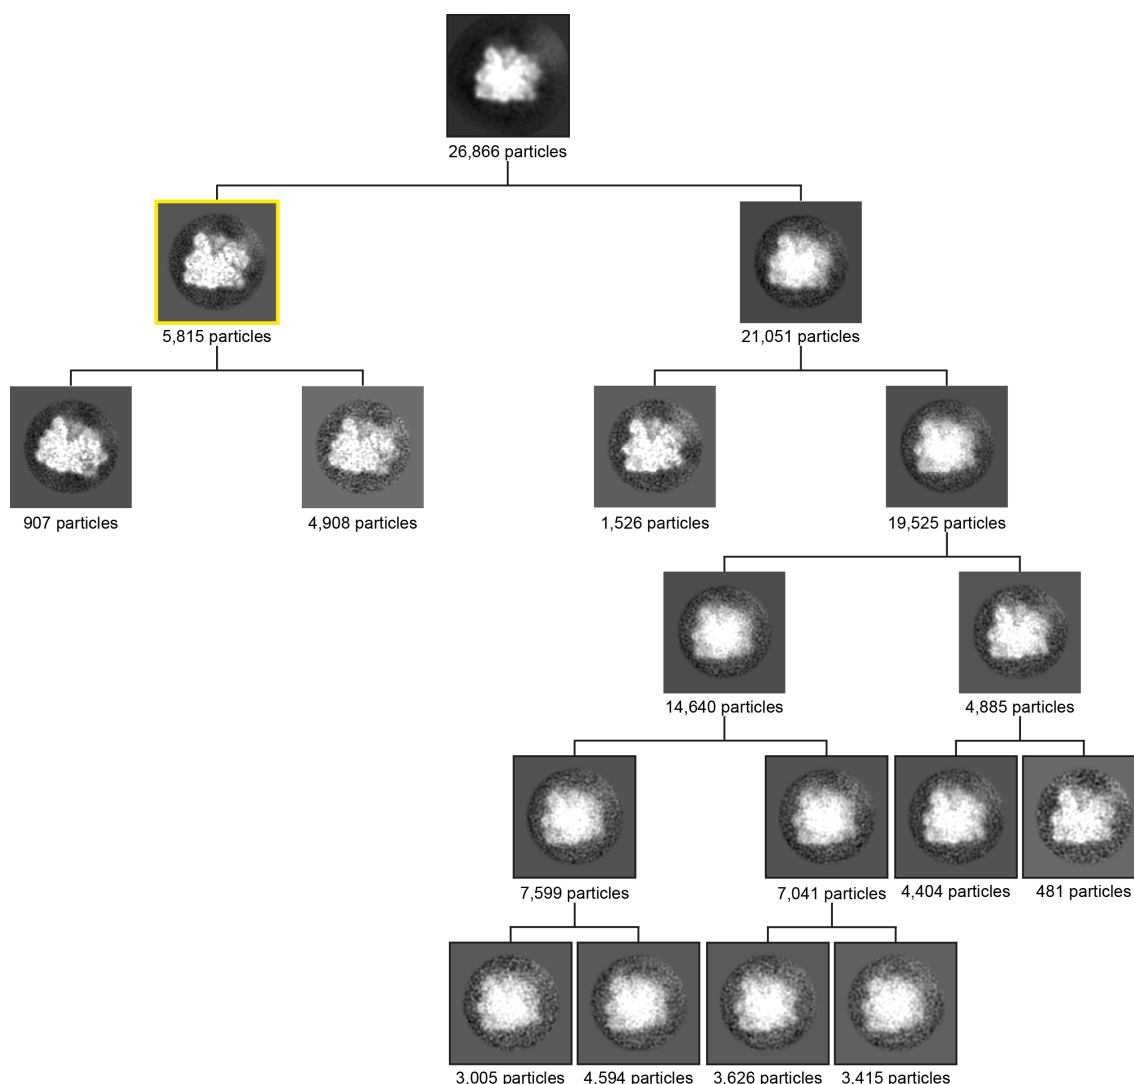 26,866 particles
5,815 particles
21,051 particles
907 particles
4,908 particles
1,526 particles
19,525 particles
14,640 particles
4,885 particles
7,599 particles
7,041 particles
4,404 particles
481 particles
3.005 particles
4.594 particles
3.626 particles
3.415 particles